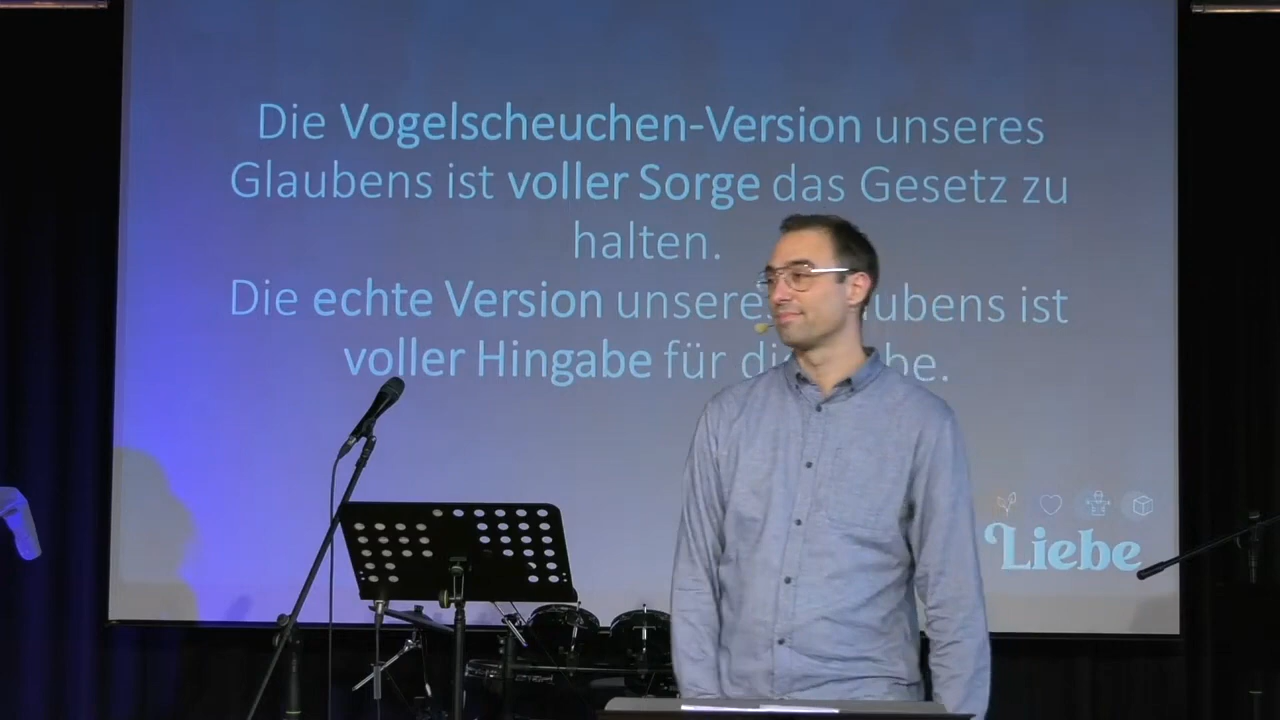 Die Vogelscheuchen-Version unseres
Glaubens ist voller Sorge das Gesetz zu
halten.
Die echte Version ist
voller Hingabe für
Liebe